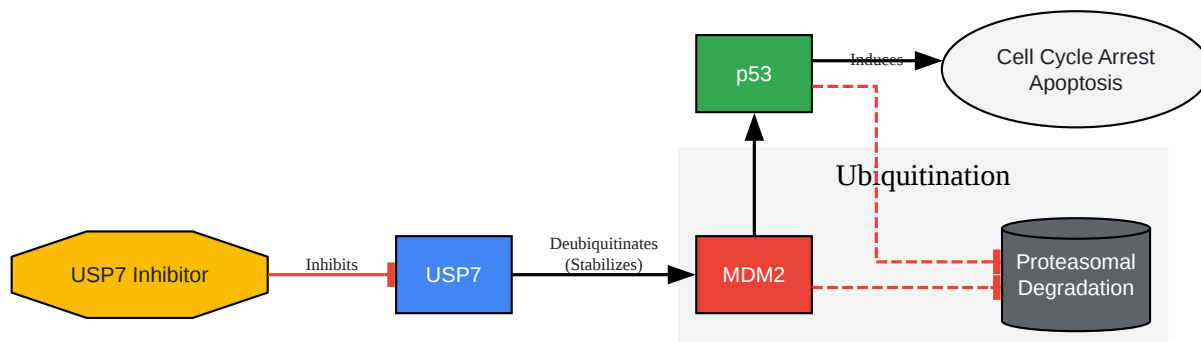 Cell Cycle Arrest
Apoptosis
Induces
p53
Ubiquitination
Deubiquitinates
(Stabilizes)
Inhibits
USP7 Inhibitor
USP7
MDM2
Proteasomal
Degradation